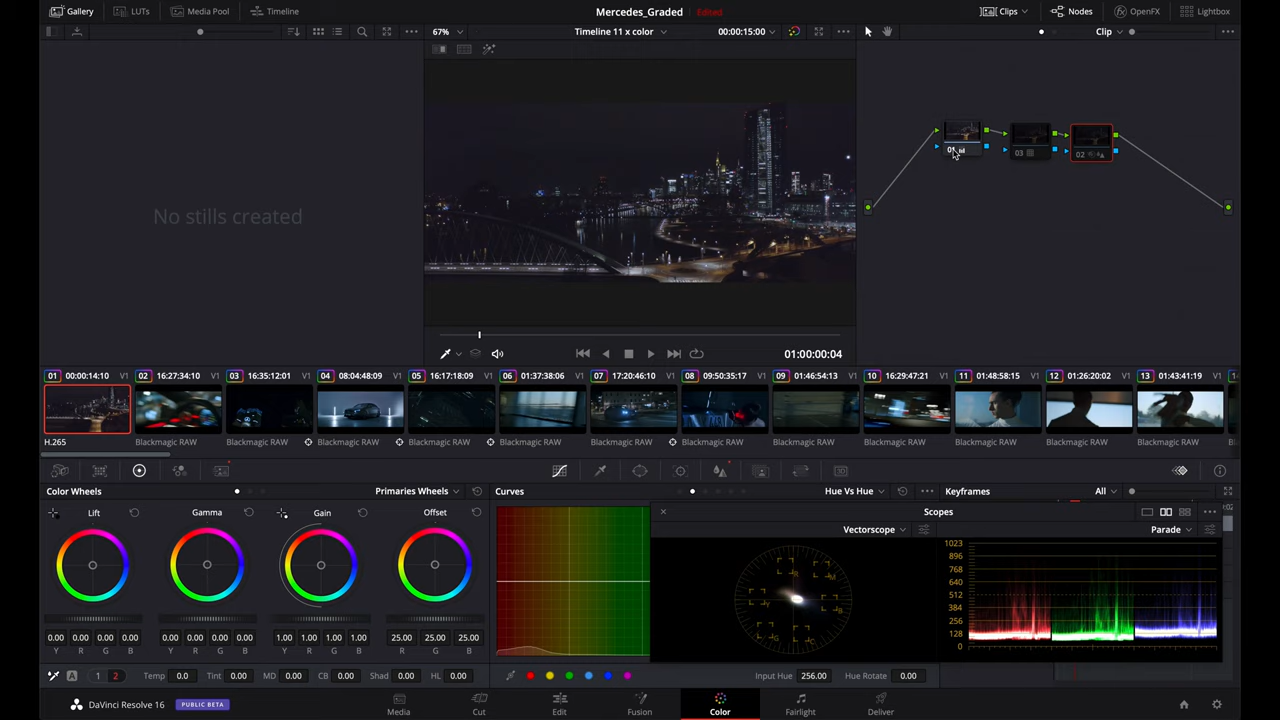 Gallery LUTs Media Pool Timeline Mercedes_Graded Edited Clips Nodes OpenFX Lightbox
67% Timeline 11 x color 00:00:15:00 Clip
No stills created
01 03 02
01:00:00:04
01 00:00:14:10 V1 02 16:27:34:10 V1 03 16:35:12:01 V1 04 08:04:48:09 V1 05 16:17:18:09 V1 06 01:37:38:06 V1 07 17:20:46:10 V1 08 09:50:35:17 V1 09 01:46:54:13 V1 10 16:29:47:21 V1 11 01:48:58:15 V1 12 01:26:20:02 V1 13 01:43:41:19 V1
H.265 Blackmagic RAW Blackmagic RAW Blackmagic RAW Blackmagic RAW Blackmagic RAW Blackmagic RAW Blackmagic RAW Blackmagic RAW Blackmagic RAW Blackmagic RAW Blackmagic RAW Blackmagic RAW
Color Wheels Primaries Wheels Curves Hue Vs Hue Keyframes All
Lift Gamma Gain Offset Scopes
Vectorscope Parade
1023
896
768
640
512
384
256
128
0
0.00 0.00 0.00 0.00 0.00 0.00 0.00 0.00 1.00 1.00 1.00 1.00 25.00 25.00 25.00
Y R G B Y R G B Y R G B R G B
A 1 2 Temp 0.0 Tint 0.00 MD 0.00 CB 0.00 Shad 0.00 HL 0.00 Input Hue 256.00 Hue Rotate 0.00
DaVinci Resolve 16 PUBLIC BETA Media Cut Edit Fusion Color Fairlight Deliver